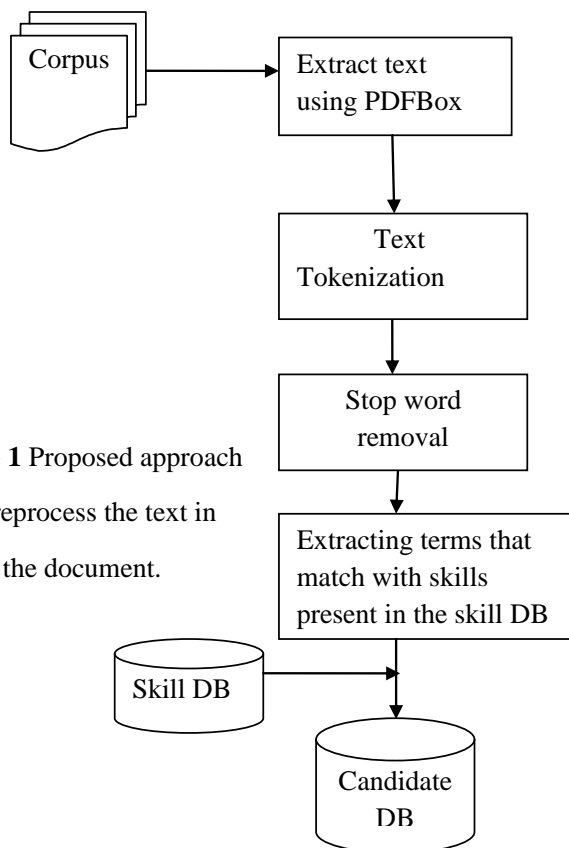 Corpus
Extract text
using PDFBox
Text
Tokenization
Stop word
removal
1 Proposed approach
reprocess the text in
the document.
Extracting terms that
match with skills
present in the skill DB
Skill DB
Candidate
DB